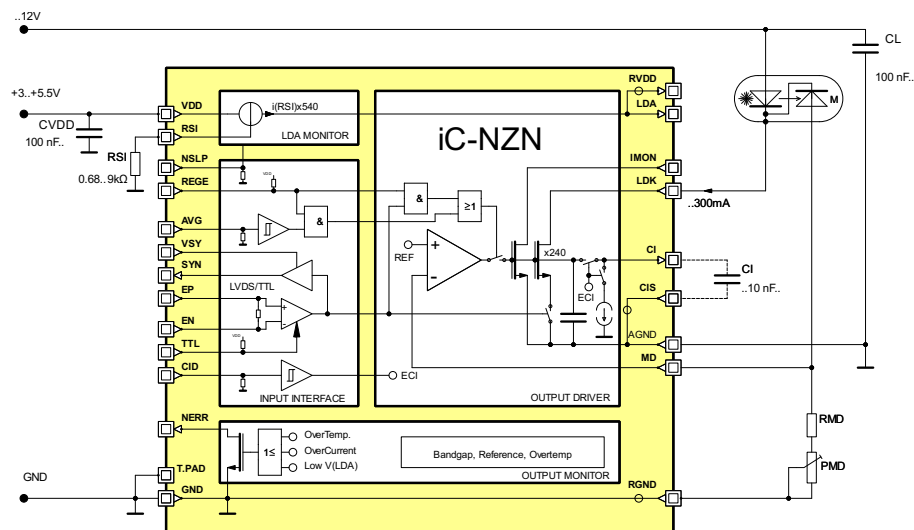 ..12V
CL
100 nF..
+3..+5.5V
CVDD
100 nF..
RSI
0.68..9kΩ
VDD
RSI
NSLP
REGE
AVG
VSY
SYN
EP
EN
TTL
CID
NERR
T.PAD
GND
GND
i(RSI)x540
LDA MONITOR
VDD
&
LVDS/TTL
+
−
VDD
ECI
INPUT INTERFACE
iC-NZN
&
≥1
REF
+
−
x240
ECI
OUTPUT DRIVER
1≤
OverTemp.
OverCurrent
Low V(LDA)
Bandgap, Reference, Overtemp
OUTPUT MONITOR
RVDD
LDA
IMON
LDK
CI
CIS
AGND
MD
RGND
M
..300mA
CI
..10 nF..
RMD
PMD